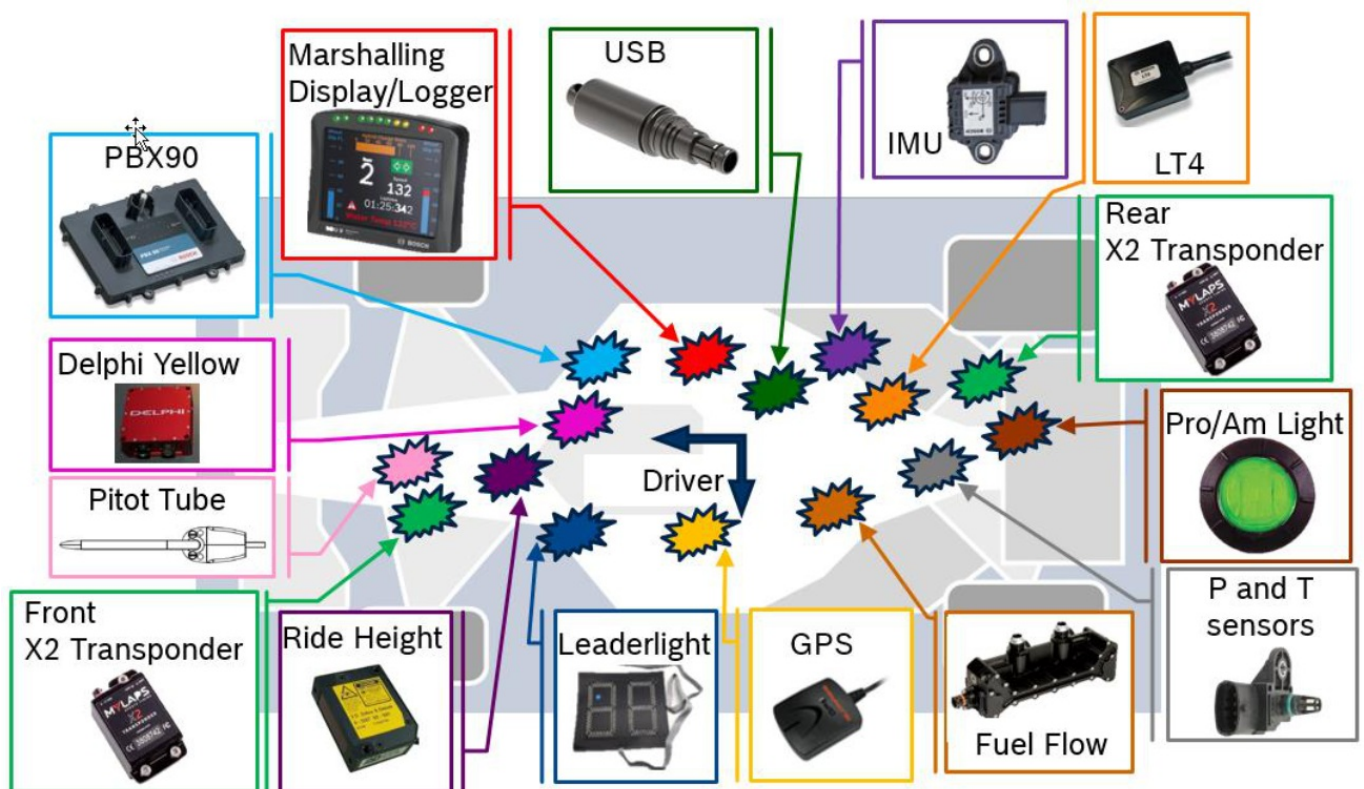 Marshalling
Display/Logger
2
132
01:25:342
BOSCH
USB
IMU
LT4
PBX90
Rear
X2 Transponder
MYLAPS
X2
TRANSPONDER
Delphi Yellow
DELPHI
Pro/Am Light
Pitot Tube
Driver
Front
X2 Transponder
MYLAPS
X2
TRANSPONDER
Ride Height
Leaderlight
GPS
Fuel Flow
P and T
sensors